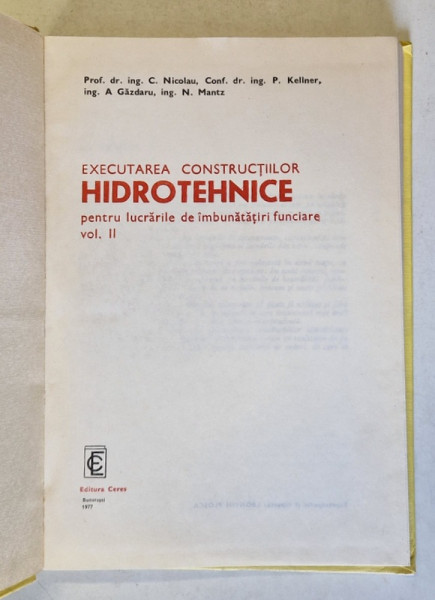 Prof. dr. ing. C. Nicolau, Conf. dr. ing. P. Kellner,
ing. A Găzdaru, ing. N. Mantz
EXECUTAREA CONSTRUCȚIILOR
HIDROTEHNICE
pentru lucrările de îmbunătățiri funciare
vol. II
CE
Editura Ceres
București
1977